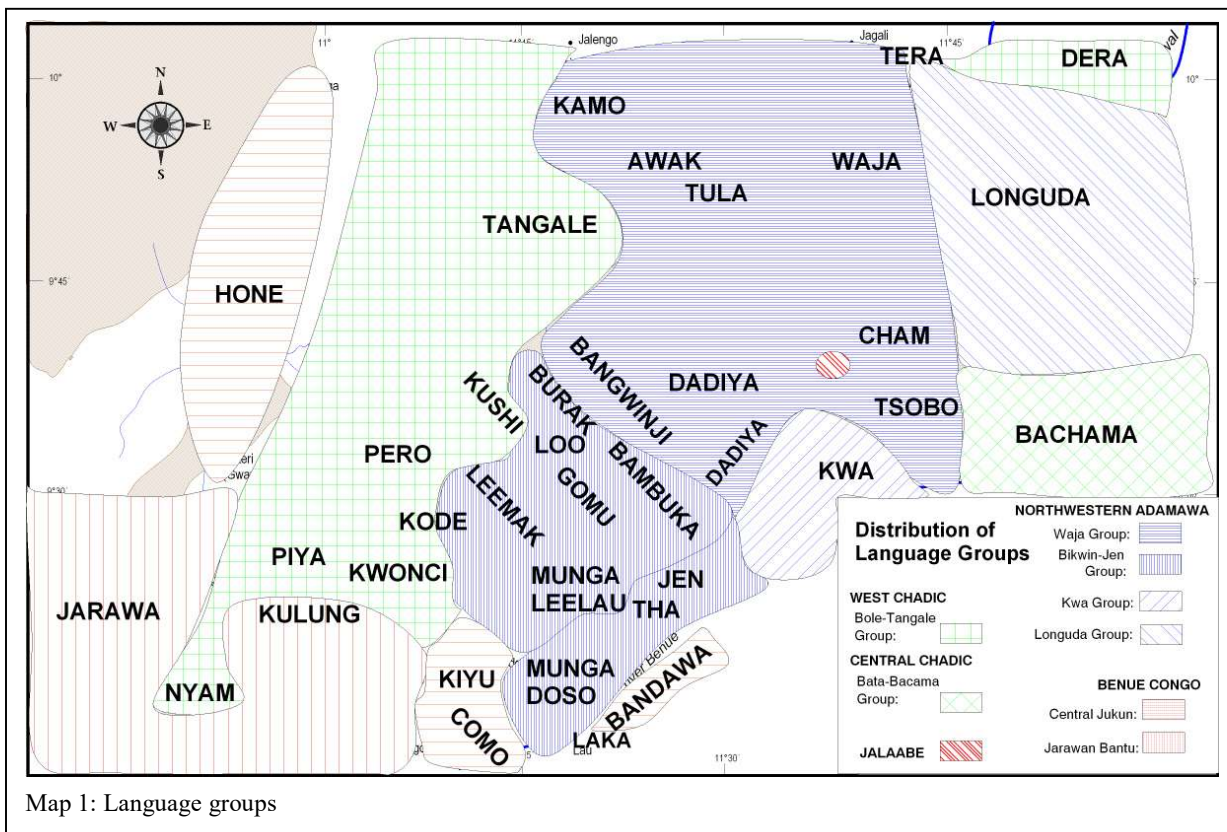 11°
11°45'
Jalengo
Jagali
11°45
val
TERA
DERA
10°
10°
N
W
E
S
KAMO
AWAK
WAJA
TULA
LONGUDA
TANGALE
9°45'
HONE
CHAM
BANGWINJI
BURAK
DADIYA
KUSHI
TSOBO
LOO
BACHAMA
PERO
GOMU
BAMBUKA
DADIYA
KWA
LEEMAK
9°30'
KODE
PIYA
KWONCI
MUNGA
LEELAU
JEN
THA
JARAWA
KULUNG
River Benue
KIYU
MUNGA
DOSO
BANDAWA
NYAM
COMO
LAKA
Lau
11°30'
Distribution of
Language Groups
WEST CHADIC
Bole-Tangale
Group:
CENTRAL CHADIC
Bata-Bacama
Group:
JALAABE
NORTHWESTERN ADAMAWA
Waja Group:
Bikwin-Jen
Group:
Kwa Group:
Longuda Group:
BENUE CONGO
Central Jukun:
Jarawan Bantu:
Map 1: Language groups